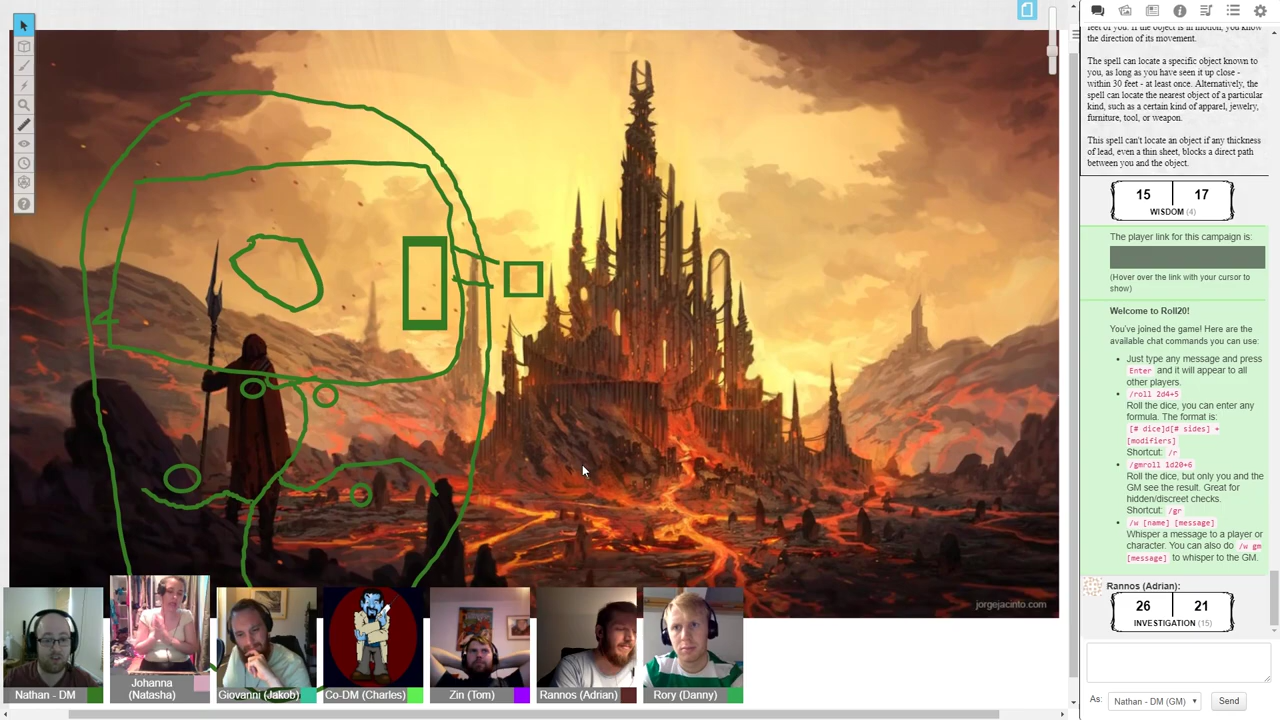 feet of you. If the object is in motion, you know
the direction of its movement.
The spell can locate a specific object known to
you, as long as you have seen it up close -
within 30 feet - at least once. Alternatively, the
spell can locate the nearest object of a particular
kind, such as a certain kind of apparel, jewelry,
furniture, tool, or weapon.
This spell can't locate an object if any thickness
of lead, even a thin sheet, blocks a direct path
between you and the object.
15 17
WISDOM (4)
The player link for this campaign is:
(Hover over the link with your cursor to
show)
Welcome to Roll20!
You've joined the game! Here are the
available chat commands you can use:
Just type any message and press
Enter and it will appear to all
other players.
/roll 2d4+5
Roll the dice, you can enter any
formula. The format is:
[# dice]d[# sides] +
[modifiers]
Shortcut: /r
/gmroll 1d20+6
Roll the dice, but only you and the
GM see the result. Great for
hidden/discreet checks.
Shortcut: /gr
/w [name] [message]
Whisper a message to a player or
character. You can also do /w gm
[message] to whisper to the GM.
Rannos (Adrian):
26 21
INVESTIGATION (15)
As: Nathan - DM (GM) Send
jorgejacinto.com
Nathan - DM
Johanna
(Natasha)
Giovanni (Jakob)
Co-DM (Charles)
Zin (Tom)
Rannos (Adrian)
Rory (Danny)